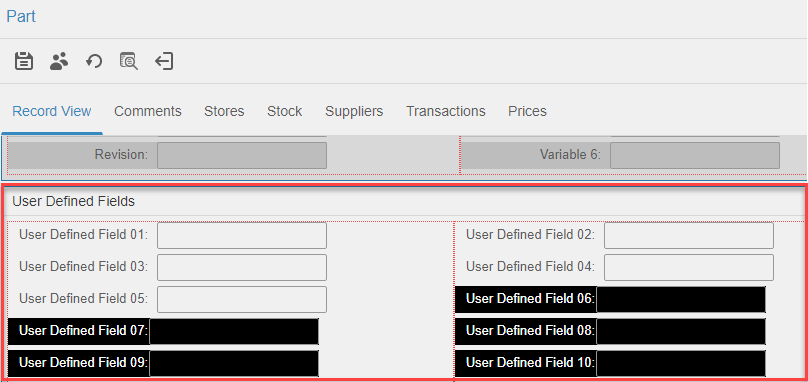 Part
Record View Comments Stores Stock Suppliers Transactions Prices
Revision: Variable 6:
User Defined Fields
User Defined Field 01: User Defined Field 02:
User Defined Field 03: User Defined Field 04:
User Defined Field 05: User Defined Field 06:
User Defined Field 07: User Defined Field 08:
User Defined Field 09: User Defined Field 10: